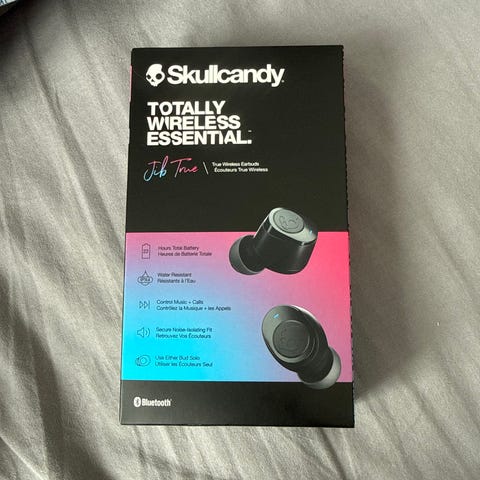 Skullcandy
TOTALLY
WIRELESS
ESSENTIAL.
Jib True \ True Wireless Earbuds
Écouteurs True Wireless
Hours Total Battery
Heures de Batterie Totale
Water Resistant
Résistants à l'Eau
Control Music + Calls
Contrôlez la Musique + les Appels
Secure Noise-Isolating Fit
Retrouvez Vos Écouteurs
Use Either Bud Solo
Utiliser les Écouteurs Seul
Bluetooth